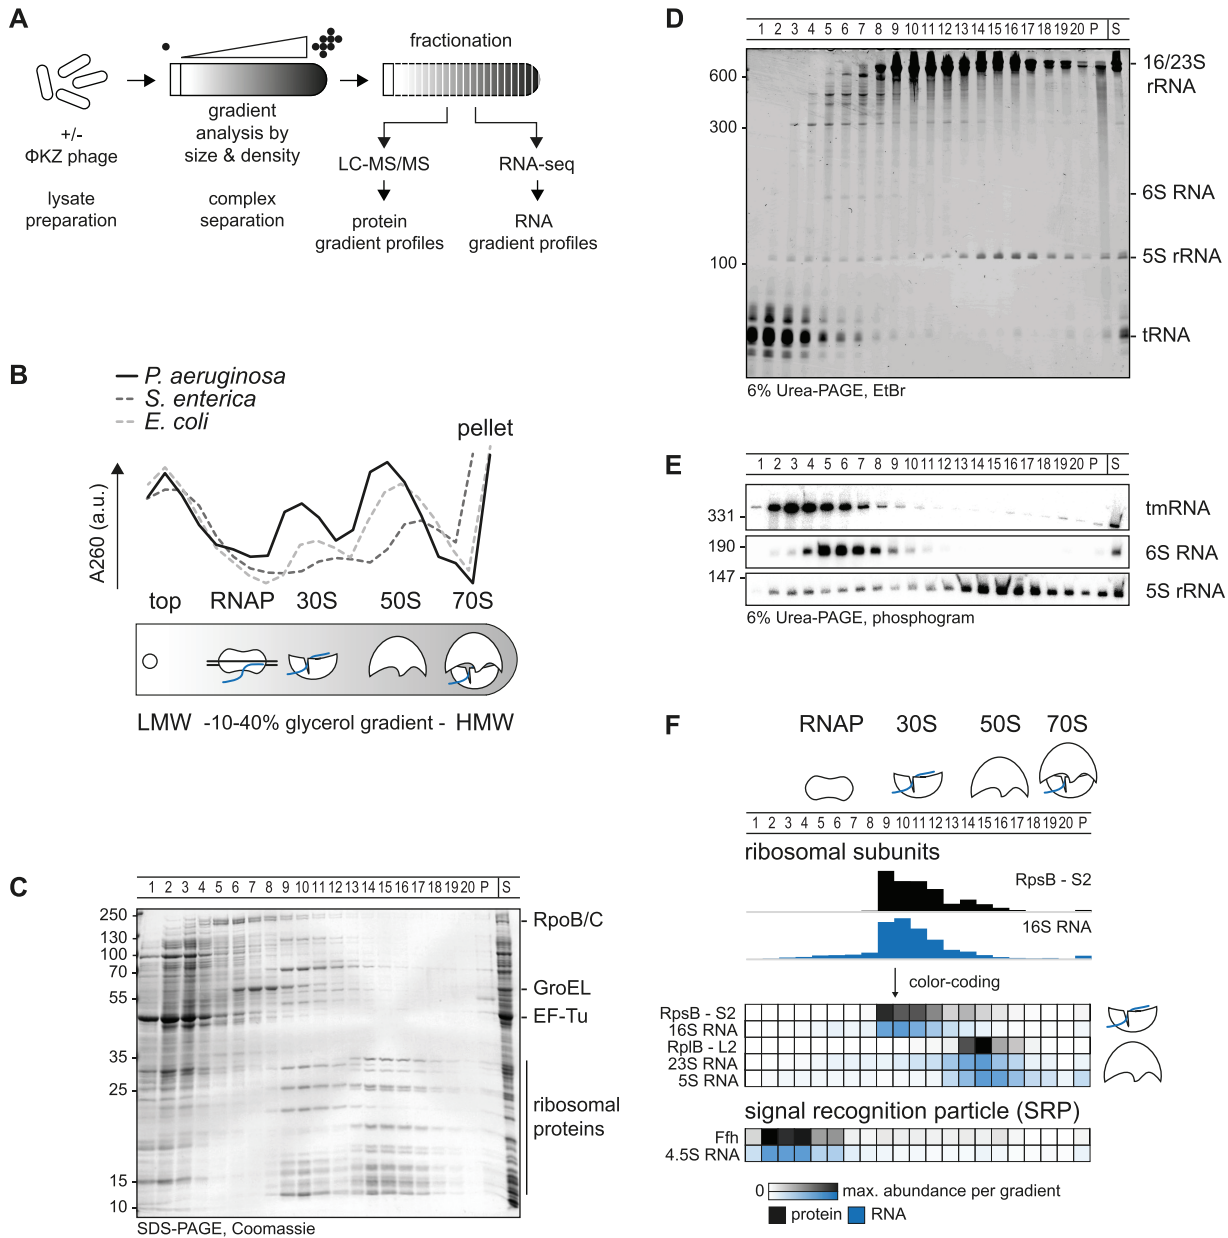 A
+/-
ΦKZ phage
lysate
preparation
gradient
analysis by
size & density
complex
separation
fractionation
LC-MS/MS
RNA-seq
protein
gradient profiles
RNA
gradient profiles
B
P. aeruginosa
S. enterica
E. coli
pellet
A260 (a.u.)
top RNAP 30S 50S 70S
LMW -10-40% glycerol gradient - HMW
C
1 2 3 4 5 6 7 8 9 10 11 12 13 14 15 16 17 18 19 20 P S
250
130
100
70
55
35
25
15
10
RpoB/C
GroEL
EF-Tu
ribosomal
proteins
SDS-PAGE, Coomassie
D
1 2 3 4 5 6 7 8 9 10 11 12 13 14 15 16 17 18 19 20 P S
600
300
100
16/23S
rRNA
6S RNA
5S rRNA
tRNA
6% Urea-PAGE, EtBr
E
1 2 3 4 5 6 7 8 9 10 11 12 13 14 15 16 17 18 19 20 P S
331
190
147
tmRNA
6S RNA
5S rRNA
6% Urea-PAGE, phosphogram
F
RNAP 30S 50S 70S
1 2 3 4 5 6 7 8 9 10 11 12 13 14 15 16 17 18 19 20 P
ribosomal subunits
RpsB - S2
16S RNA
color-coding
RpsB - S2
16S RNA
RplB - L2
23S RNA
5S RNA
signal recognition particle (SRP)
Ffh
4.5S RNA
0 max. abundance per gradient
protein RNA